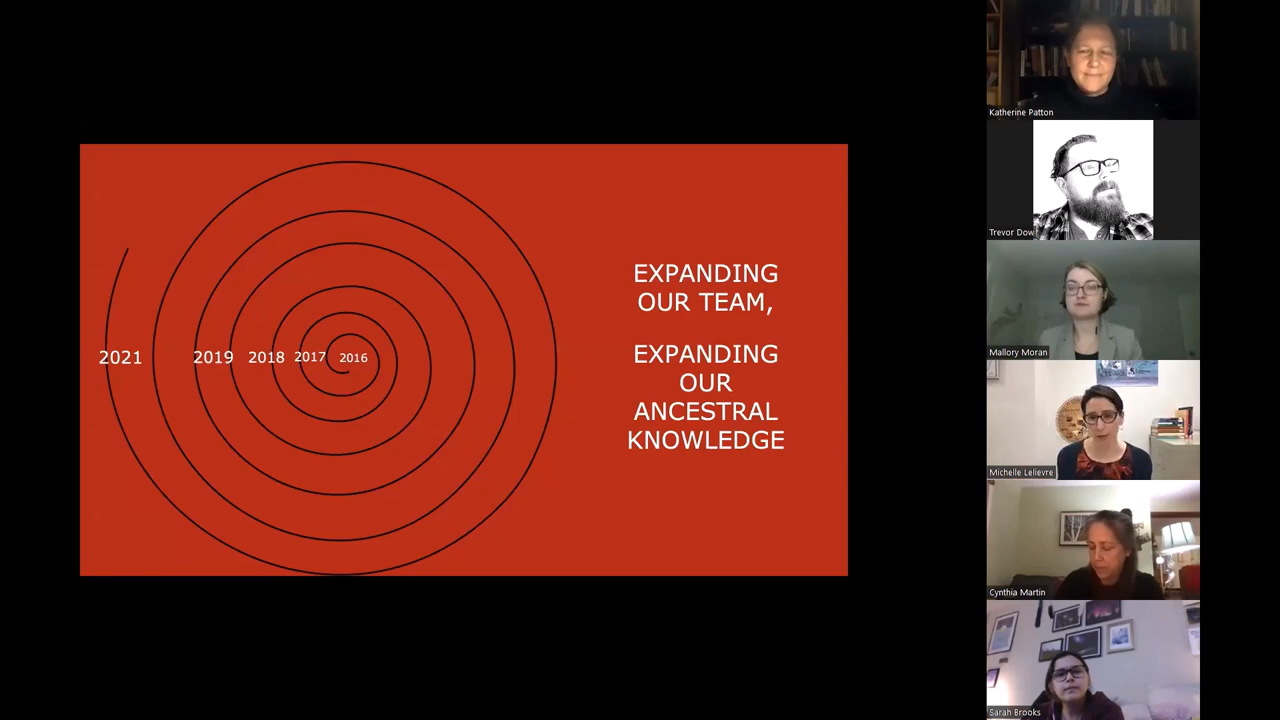 2021 2019 2018 2017 2016
EXPANDING
OUR TEAM,
EXPANDING
OUR
ANCESTRAL
KNOWLEDGE
Katherine Patton
Trevor Dow
Mallory Moran
Michelle Lelievre
Cynthia Martin
Sarah Brooks